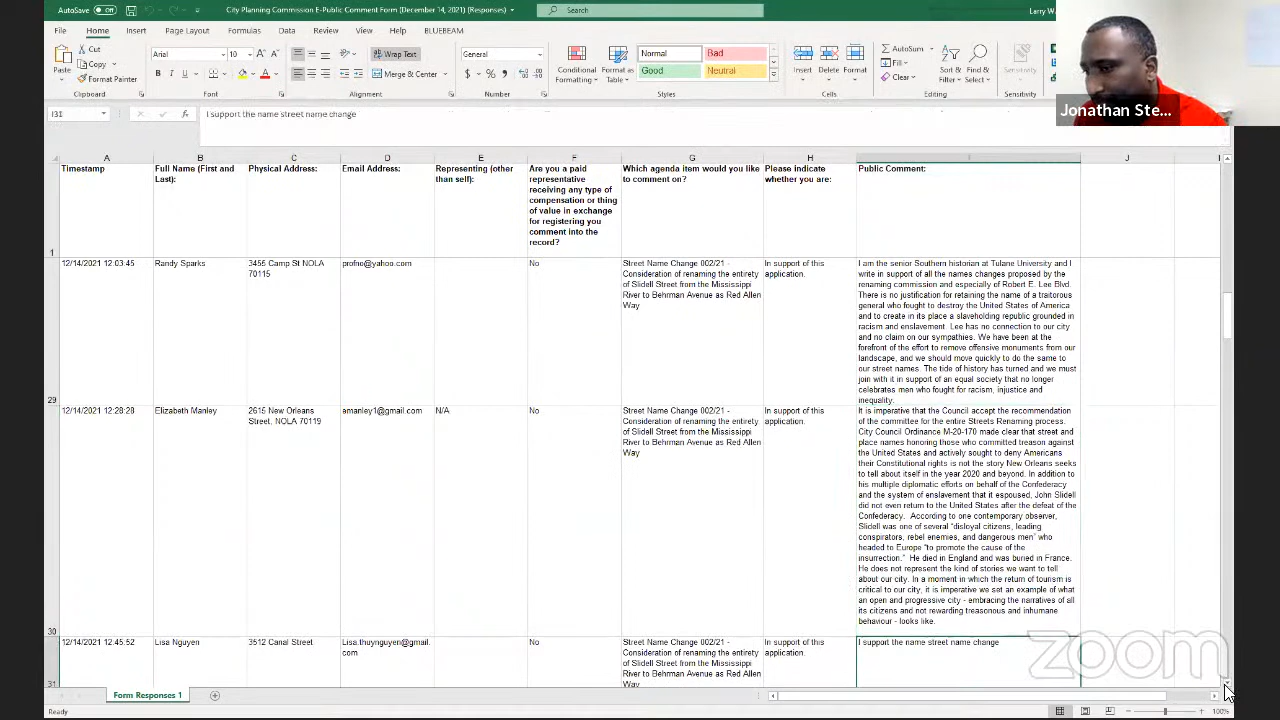 AutoSave Off City Planning Commission E-Public Comment Form (December 14, 2021) (Responses) Search Larry W.
File Home Insert Page Layout Formulas Data Review View Help BLUEBEAM
Paste Cut Copy Format Painter Clipboard
Arial 10 B I U Font
Wrap Text Merge & Center Alignment
General $ % Number
Conditional Formatting Format as Table Normal Bad Good Neutral Styles
Insert Delete Format Cells
AutoSum Fill Clear Sort & Filter Find & Select Editing
Sensitivity Sensitivity
Jonathan Ste...
I31 fx I support the name street name change
A B C D E F G H I J
Timestamp
Full Name (First and
Last):
Physical Address:
Email Address:
Representing (other
than self):
Are you a paid
representative
receiving any type of
compensation or thing
of value in exchange
for registering you
comment into the
record?
Which agenda item would you like
to comment on?
Please indicate
whether you are:
Public Comment:
1
12/14/2021 12:03:45
Randy Sparks
3455 Camp St NOLA
70115
profno@yahoo.com
No
Street Name Change 002/21 -
Consideration of renaming the entirety
of Slidell Street from the Mississippi
River to Behrman Avenue as Red Allen
Way
In support of this
application.
I am the senior Southern historian at Tulane University and I
write in support of all the names changes proposed by the
renaming commission and especially of Robert E. Lee Blvd.
There is no justification for retaining the name of a traitorous
general who fought to destroy the United States of America
and to create in its place a slaveholding republic grounded in
racism and enslavement. Lee has no connection to our city
and no claim on our sympathies. We have been at the
forefront of the effort to remove offensive monuments from our
landscape, and we should move quickly to do the same to
our street names. The tide of history has turned and we must
join with it in support of an equal society that no longer
celebrates men who fought for racism, injustice and
inequality.
29
12/14/2021 12:28:28
Elizabeth Manley
2615 New Orleans
Street, NOLA 70119
emanley1@gmail.com
N/A
No
Street Name Change 002/21 -
Consideration of renaming the entirety
of Slidell Street from the Mississippi
River to Behrman Avenue as Red Allen
Way
In support of this
application.
It is imperative that the Council accept the recommendation
of the committee for the entire Streets Renaming process.
City Council Ordinance M-20-170 made clear that street and
place names honoring those who committed treason against
the United States and actively sought to deny Americans
their Constitutional rights is not the story New Orleans seeks
to tell about itself in the year 2020 and beyond. In addition to
his multiple diplomatic efforts on behalf of the Confederacy
and the system of enslavement that it espoused, John Slidell
did not even return to the United States after the defeat of the
Confederacy. According to one contemporary observer,
Slidell was one of several "disloyal citizens, leading
conspirators, rebel enemies, and dangerous men" who
headed to Europe "to promote the cause of the
insurrection." He died in England and was buried in France.
He does not represent the kind of stories we want to tell
about our city. In a moment in which the return of tourism is
critical to our city, it is imperative we set an example of what
an open and progressive city - embracing the narratives of all
its citizens and not rewarding treasonous and inhumane
behaviour - looks like.
30
12/14/2021 12:45:52
Lisa Nguyen
3512 Canal Street
Lisa.thuynguyen@gmail.
com
No
Street Name Change 002/21 -
Consideration of renaming the entirety
of Slidell Street from the Mississippi
River to Behrman Avenue as Red Allen
Way
In support of this
application.
I support the name street name change
31
zoom
Form Responses 1
Ready 100%